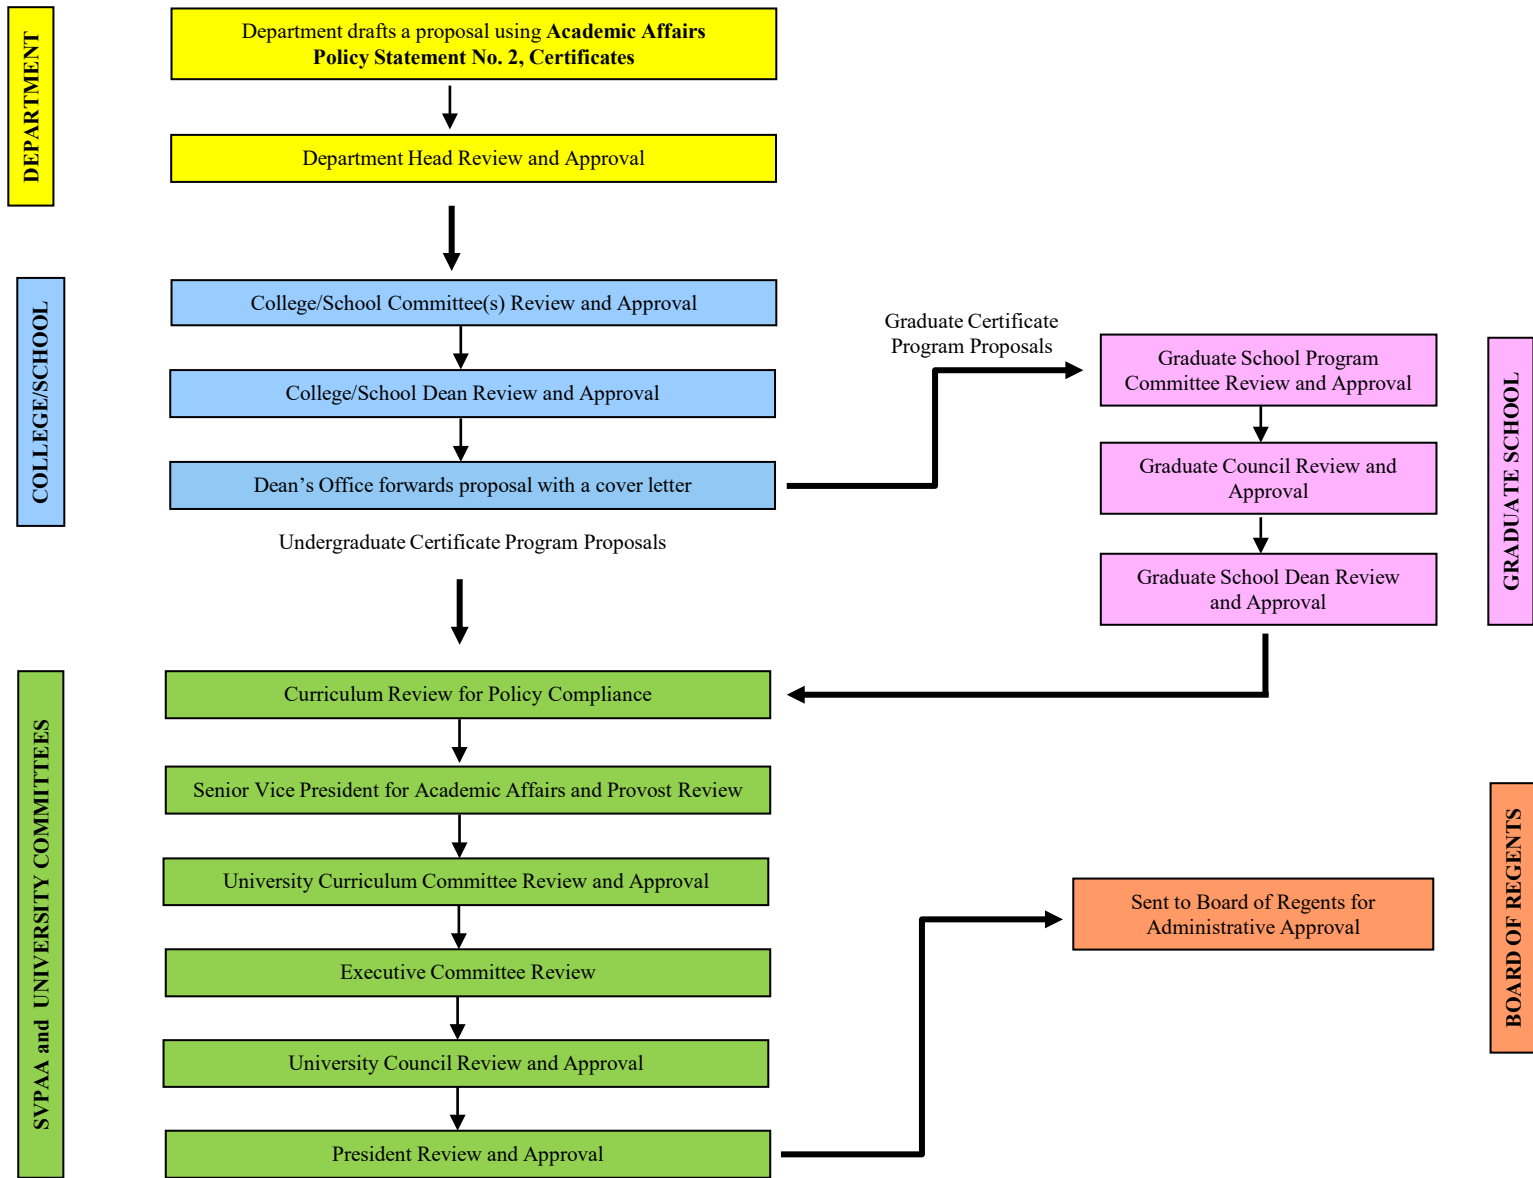 DEPARTMENT
Department drafts a proposal using Academic Affairs
Policy Statement No. 2, Certificates
Department Head Review and Approval
COLLEGE/SCHOOL
College/School Committee(s) Review and Approval
College/School Dean Review and Approval
Dean’s Office forwards proposal with a cover letter
Graduate Certificate
Program Proposals
GRADUATE SCHOOL
Graduate School Program
Committee Review and Approval
Graduate Council Review and
Approval
Graduate School Dean Review
and Approval
Undergraduate Certificate Program Proposals
SVPAA and UNIVERSITY COMMITTEES
Curriculum Review for Policy Compliance
Senior Vice President for Academic Affairs and Provost Review
University Curriculum Committee Review and Approval
Executive Committee Review
University Council Review and Approval
President Review and Approval
BOARD OF REGENTS
Sent to Board of Regents for
Administrative Approval